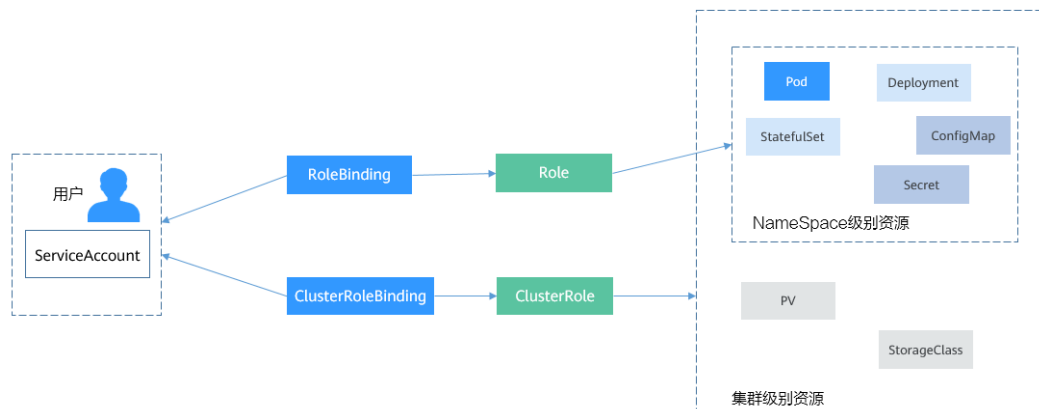 用户
ServiceAccount
RoleBinding
Role
ClusterRoleBinding
ClusterRole
Pod
Deployment
StatefulSet
ConfigMap
Secret
NameSpace级别资源
PV
StorageClass
集群级别资源